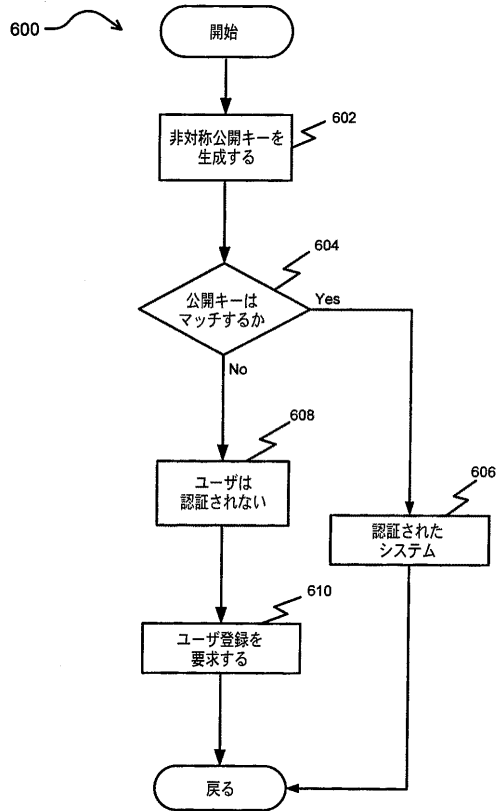 600
開始
602
非対称公開キーを
生成する
604
公開キーは
マッチするか
Yes
No
608
ユーザは
認証されない
606
認証された
システム
610
ユーザ登録を
要求する
戻る